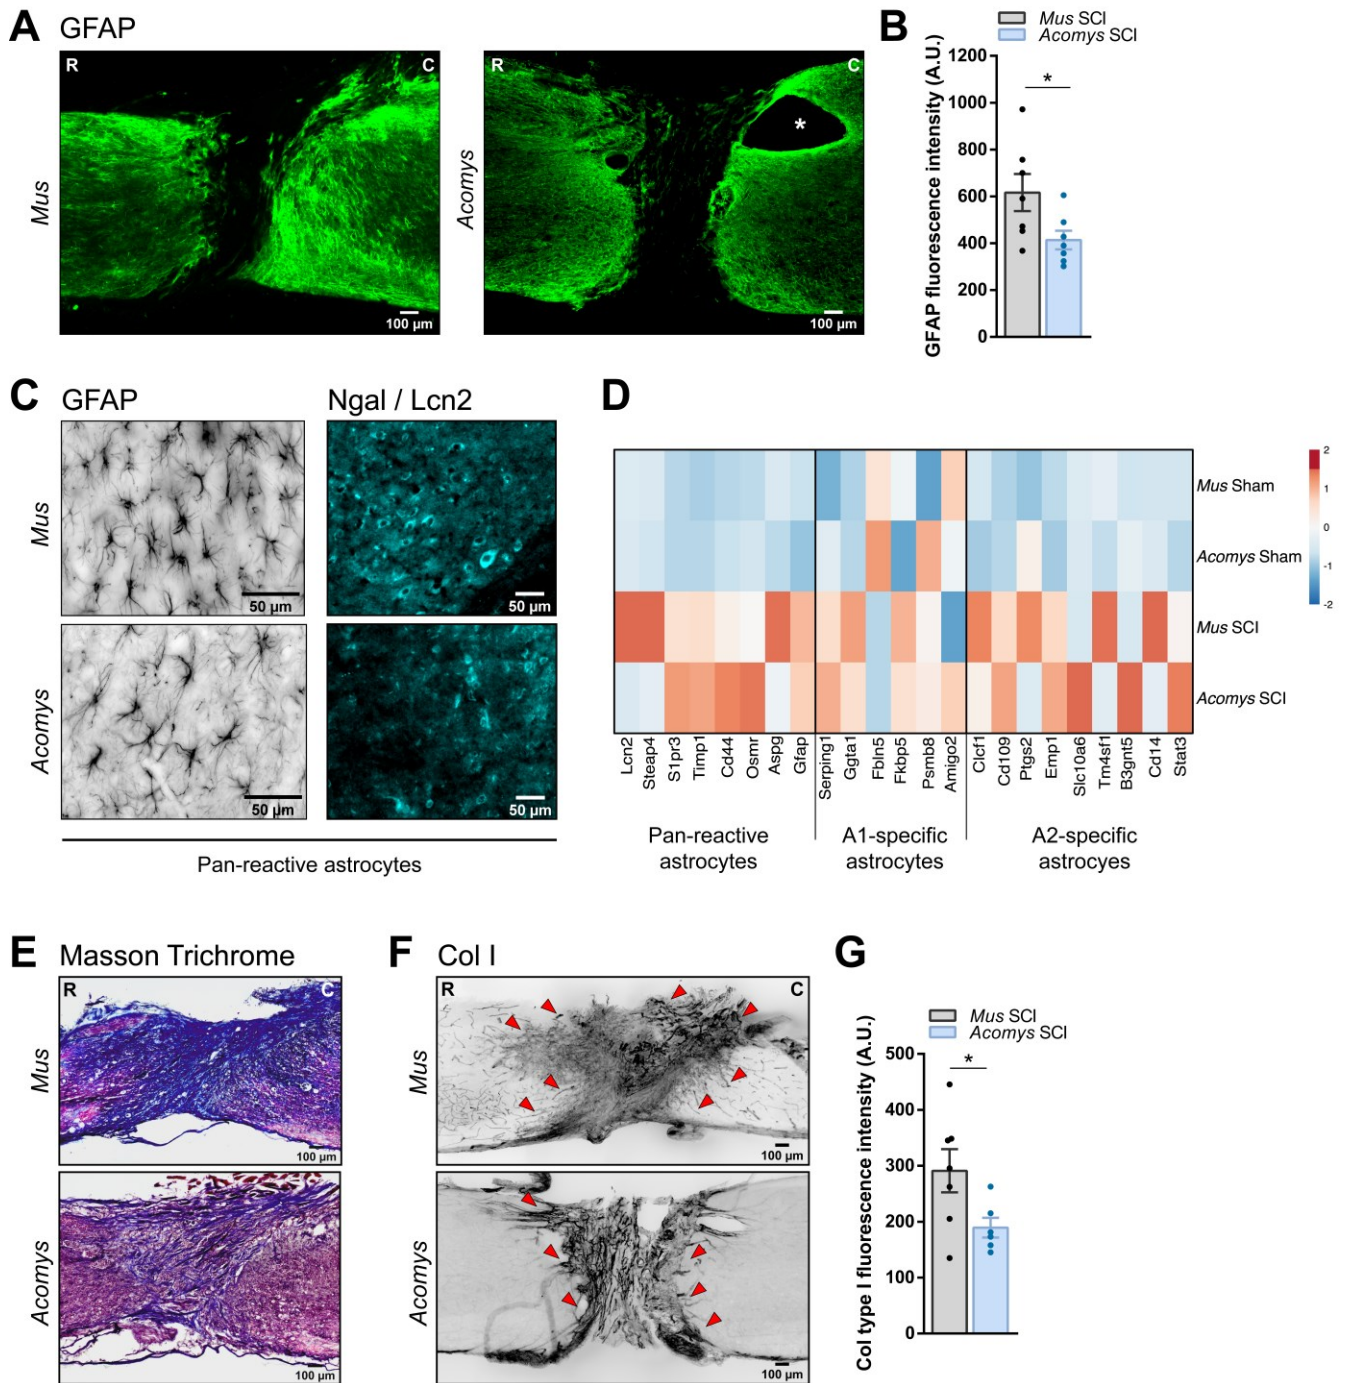 A GFAP
Mus
R C
100 µm
Acomys
R C
*
100 µm
B
Mus SCI
Acomys SCI
GFAP fluorescence intensity (A.U.)
1200
1000
800
600
400
200
0
*
C GFAP
Ngal / Lcn2
Mus
50 µm
50 µm
Acomys
50 µm
50 µm
Pan-reactive astrocytes
D
Mus Sham
Acomys Sham
Mus SCI
Acomys SCI
2
1
0
-1
-2
Lcn2
Steap4
S1pr3
Timp1
Cd44
Osmr
Aspg
Gfap
Serping1
Ggta1
Fbln5
Fkbp5
Psmb8
Amigo2
Clcf1
Cd109
Ptgs2
Emp1
Slc10a6
Tm4sf1
B3gnt5
Cd14
Stat3
Pan-reactive
astrocytes
A1-specific
astrocytes
A2-specific
astrocyes
E Masson Trichrome
Mus
R C
100 µm
Acomys
100 µm
F Col I
Mus
R C
100 µm
Acomys
100 µm
G
Mus SCI
Acomys SCI
Col type I fluorescence intensity (A.U.)
500
400
300
200
100
0
*